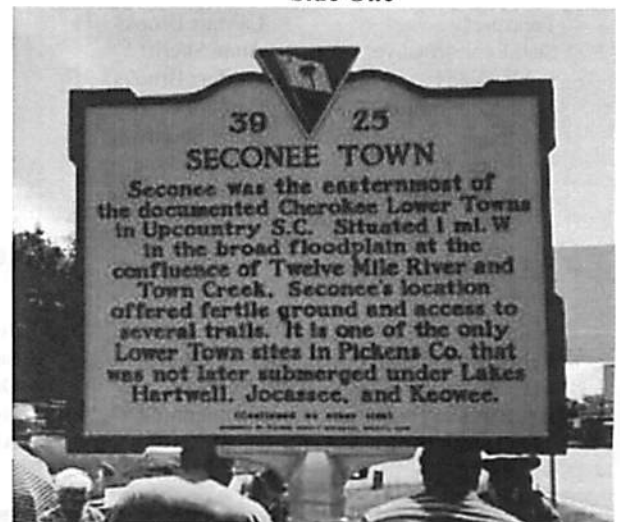 39 25
SECONEE TOWN
Seconee was the easternmost of
the documented Cherokee Lower Towns
in Upcountry S.C. Situated 1 mi. W
in the broad floodplain at the
confluence of Twelve Mile River and
Town Creek. Seconee's location
offered fertile ground and access to
several trails. It is one of the only
Lower Town sites in Pickens Co. that
was not later submerged under Lakes
Hartwell, Jocassee, and Keowee.
(Continued on other side)